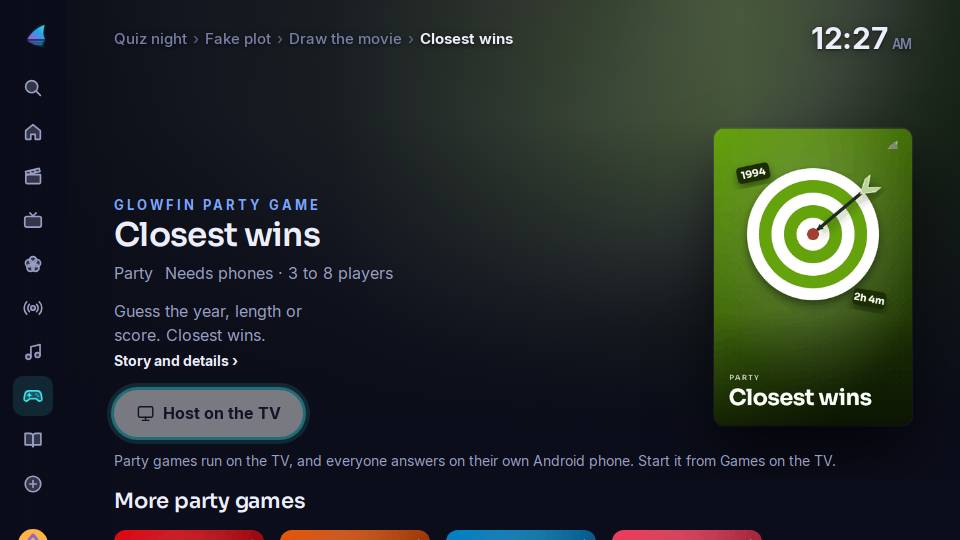 Quiz night › Fake plot › Draw the movie › Closest wins
12:27 AM
GLOWFIN PARTY GAME
Closest wins
Party Needs phones · 3 to 8 players
Guess the year, length or
score. Closest wins.
Story and details ›
Host on the TV
Party games run on the TV, and everyone answers on their own Android phone. Start it from Games on the TV.
More party games
1994
2h 4m
PARTY
Closest wins